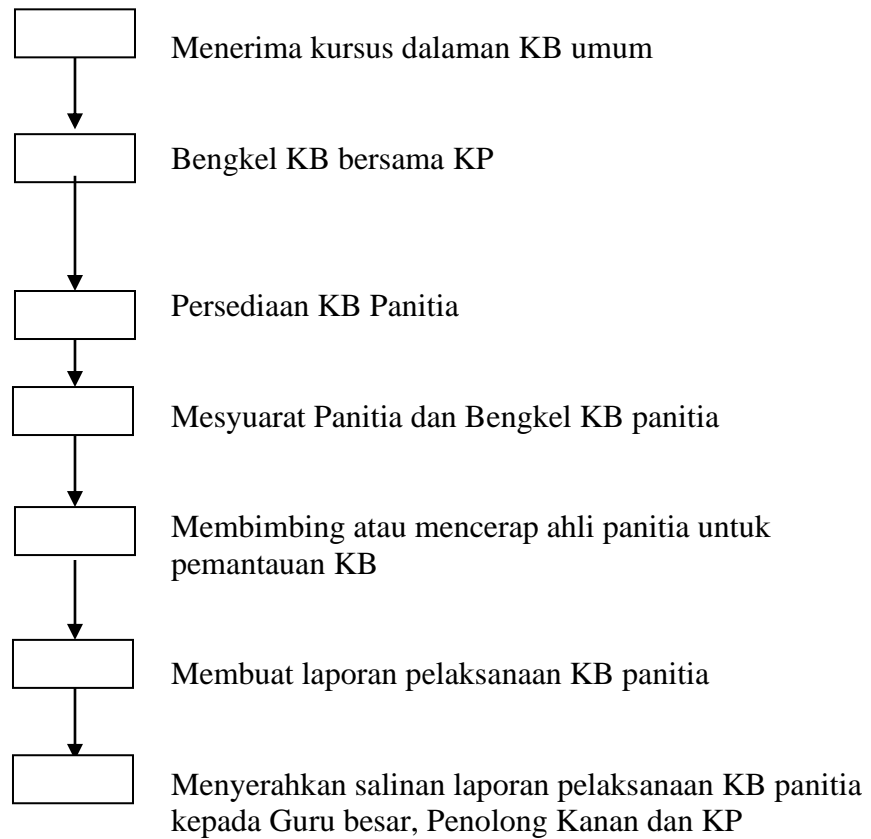 Menerima kursus dalaman KB umum
Bengkel KB bersama KP
Persediaan KB Panitia
Mesyuarat Panitia dan Bengkel KB panitia
Membimbing atau mencerap ahli panitia untuk
pemantauan KB
Membuat laporan pelaksanaan KB panitia
Menyerahkan salinan laporan pelaksanaan KB panitia
kepada Guru besar, Penolong Kanan dan KP